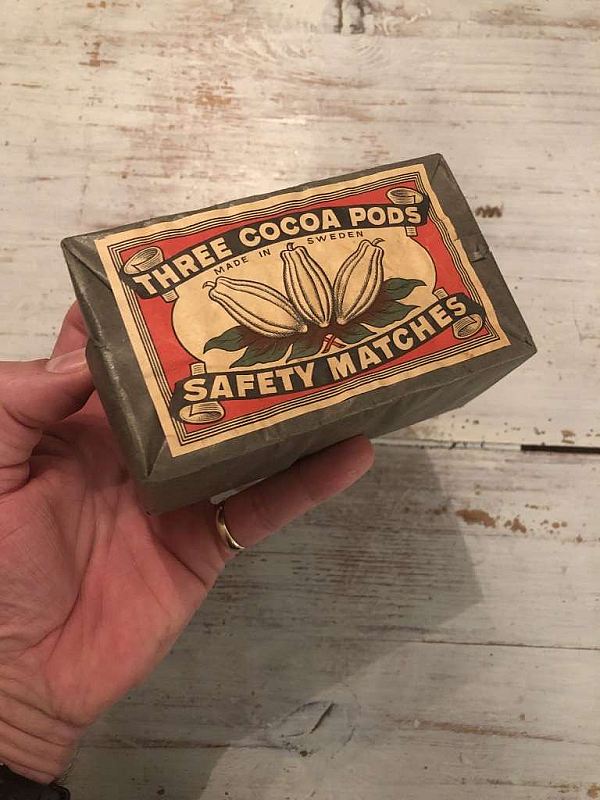 THREE COCOA PODS
MADE IN SWEDEN
SAFETY MATCHES